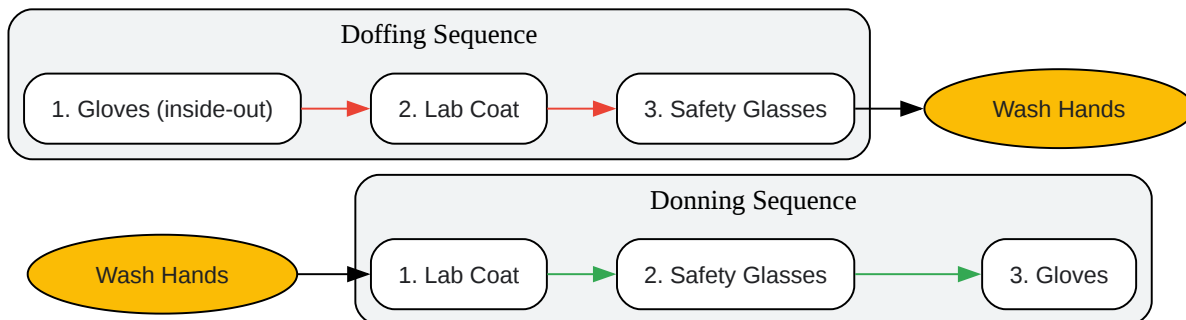 Doffing Sequence
1. Gloves (inside-out)
2. Lab Coat
3. Safety Glasses
Wash Hands
Donning Sequence
Wash Hands
1. Lab Coat
2. Safety Glasses
3. Gloves